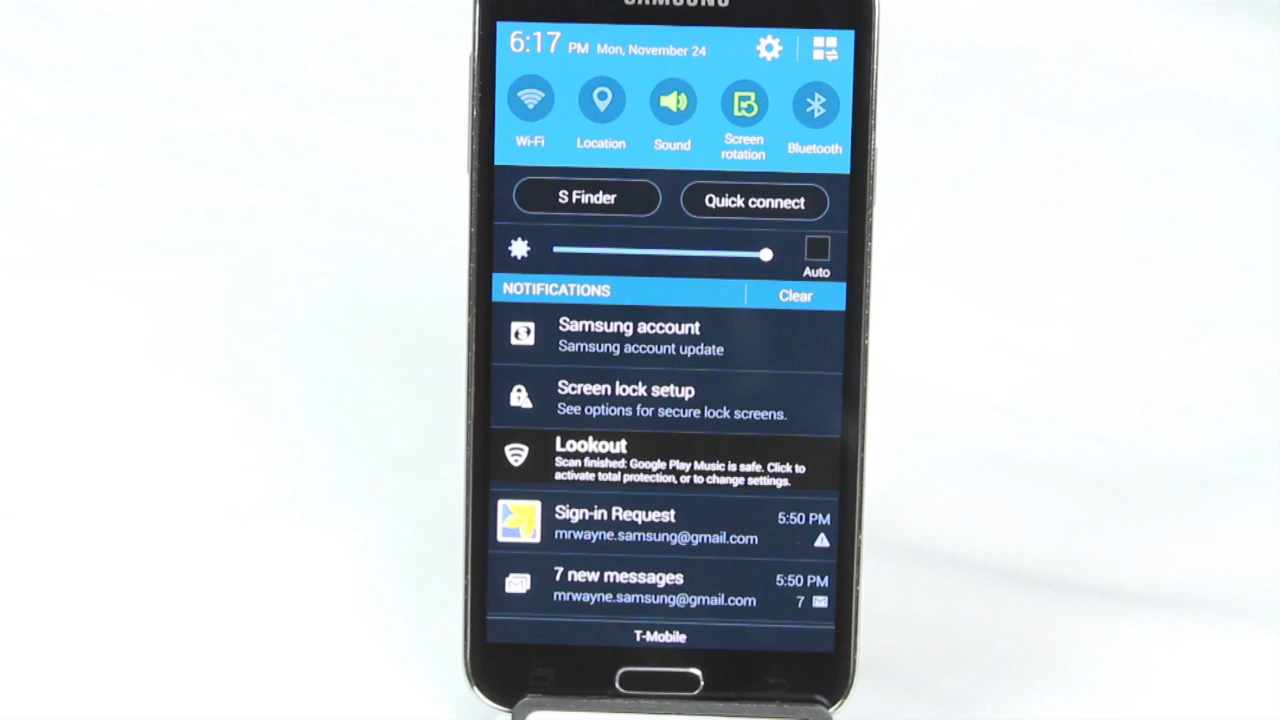 SAMSUNG
6:17 PM Mon, November 24
Wi-Fi
Location
Sound
Screen
rotation
Bluetooth
S Finder
Quick connect
Auto
NOTIFICATIONS
Clear
Samsung account
Samsung account update
Screen lock setup
See options for secure lock screens.
Lookout
Scan finished: Google Play Music is safe. Click to
activate total protection, or to change settings.
Sign-in Request
5:50 PM
mrwayne.samsung@gmail.com
7 new messages
5:50 PM
mrwayne.samsung@gmail.com
7
T-Mobile